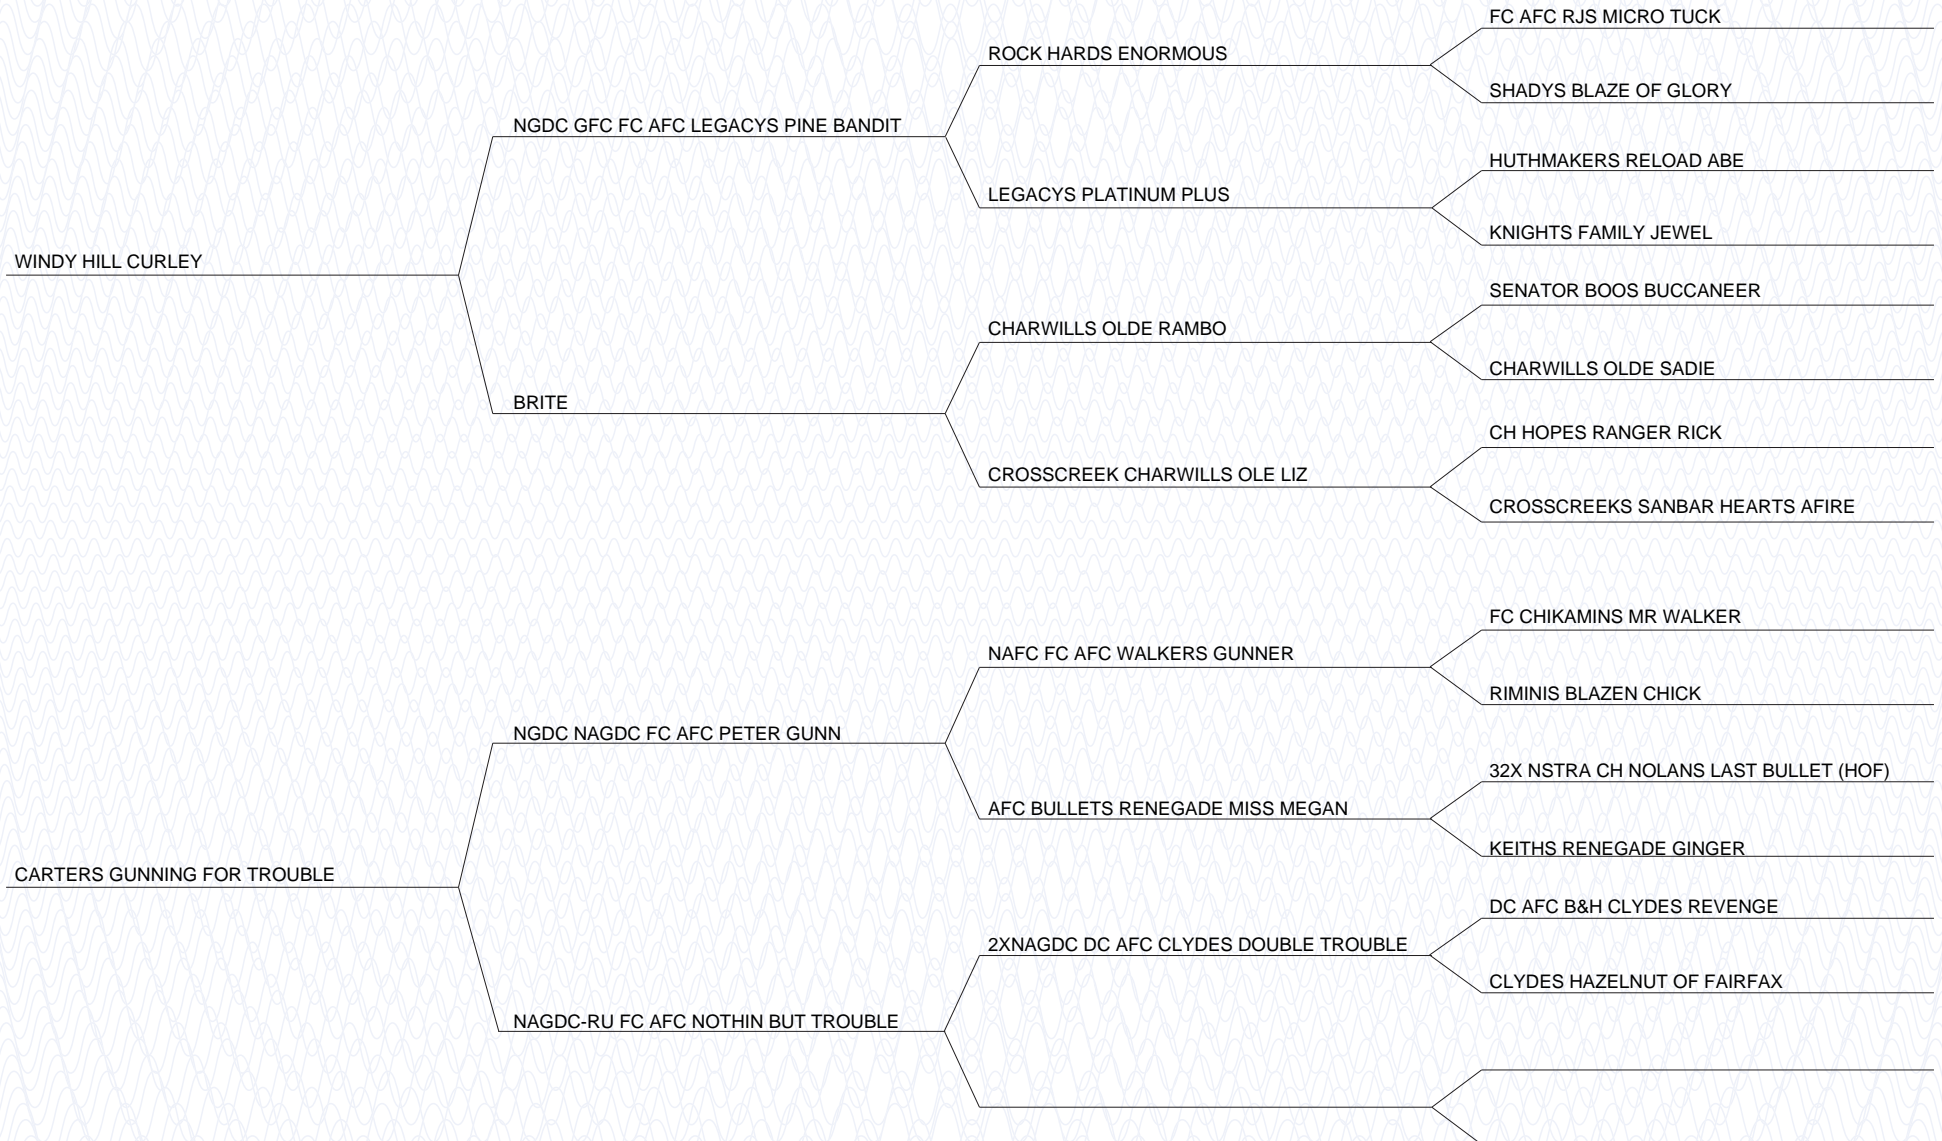 FC AFC RJS MICRO TUCK
ROCK HARDS ENORMOUS
SHADYS BLAZE OF GLORY
NGDC GFC FC AFC LEGACYS PINE BANDIT
HUTHMAKERS RELOAD ABE
LEGACYS PLATINUM PLUS
KNIGHTS FAMILY JEWEL
WINDY HILL CURLEY
SENATOR BOOS BUCCANEER
CHARWILLS OLDE RAMBO
CHARWILLS OLDE SADIE
BRITE
CH HOPES RANGER RICK
CROSSCREEK CHARWILLS OLE LIZ
CROSSCREEKS SANBAR HEARTS AFIRE
FC CHIKAMINS MR WALKER
NAFC FC AFC WALKERS GUNNER
RIMINIS BLAZEN CHICK
NGDC NAGDC FC AFC PETER GUNN
32X NSTRA CH NOLANS LAST BULLET (HOF)
AFC BULLETS RENEGADE MISS MEGAN
KEITHS RENEGADE GINGER
CARTERS GUNNING FOR TROUBLE
DC AFC B&H CLYDES REVENGE
2XNAGDC DC AFC CLYDES DOUBLE TROUBLE
CLYDES HAZELNUT OF FAIRFAX
NAGDC-RU FC AFC NOTHIN BUT TROUBLE